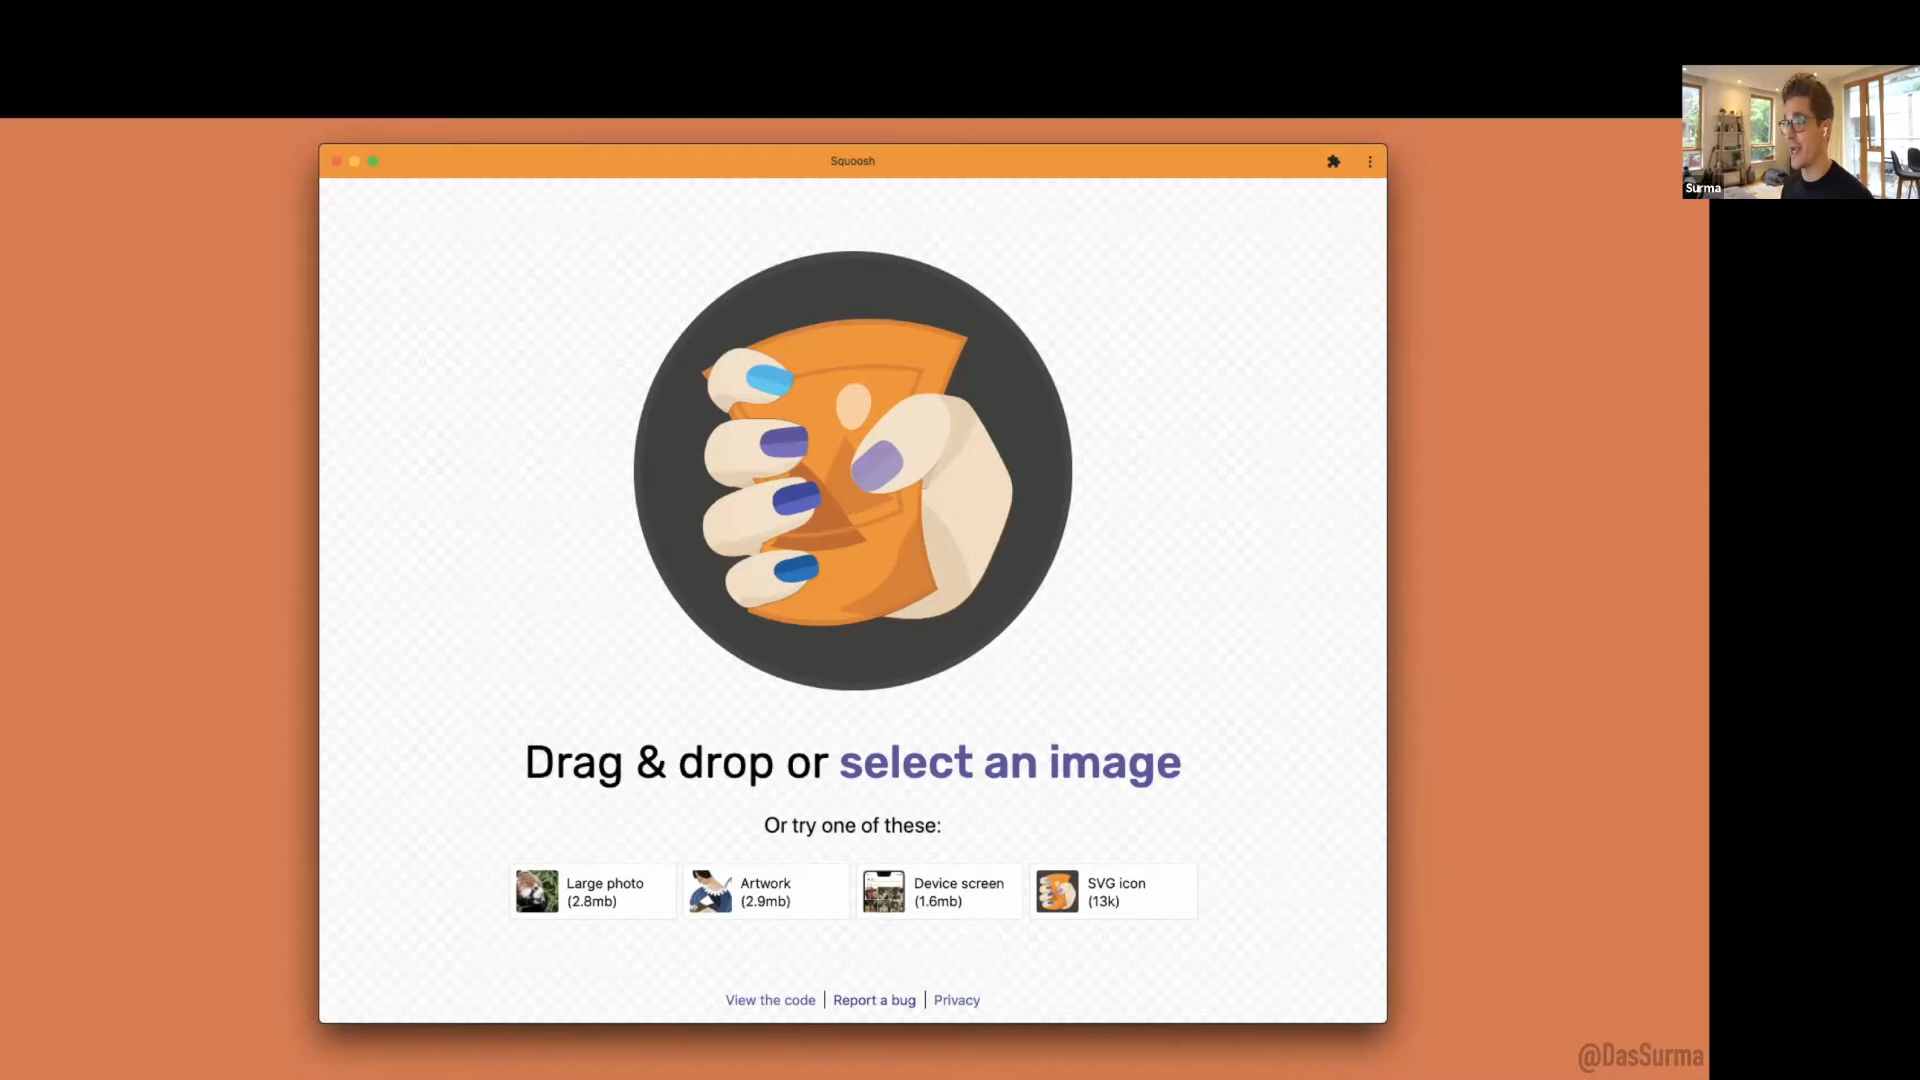 Squoosh
Surma
Drag & drop or select an image
Or try one of these:
Large photo
(2.8mb)
Artwork
(2.9mb)
Device screen
(1.6mb)
SVG icon
(13k)
View the code | Report a bug | Privacy
@DasSurma